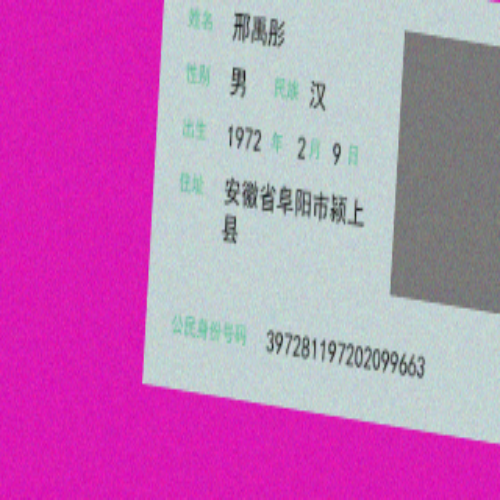 姓名 邢禹彤
性别 男 民族 汉
出生 1972 年 2 月 9 日
住址 安徽省阜阳市颍上
县
公民身份号码 397281197202099663